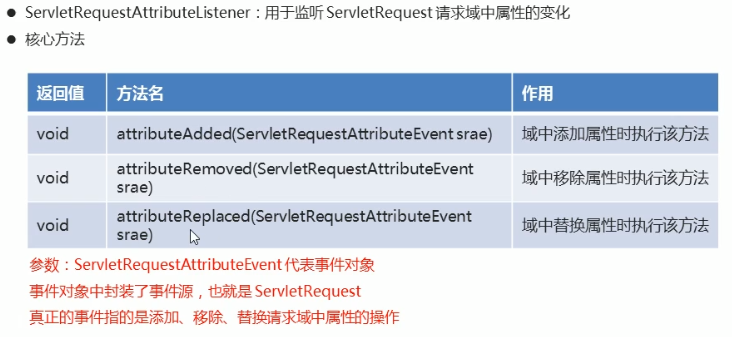 ● ServletRequestAttributeListener：用于监听 ServletRequest 请求域中属性的变化
● 核心方法
返回值 方法名 作用
void attributeAdded(ServletRequestAttributeEvent srae) 域中添加属性时执行该方法
void attributeRemoved(ServletRequestAttributeEvent srae) 域中移除属性时执行该方法
void attributeReplaced(ServletRequestAttributeEvent srae) 域中替换属性时执行该方法
参数：ServletRequestAttributeEvent 代表事件对象
事件对象中封装了事件源，也就是 ServletRequest
真正的事件指的是添加、移除、替换请求域中属性的操作